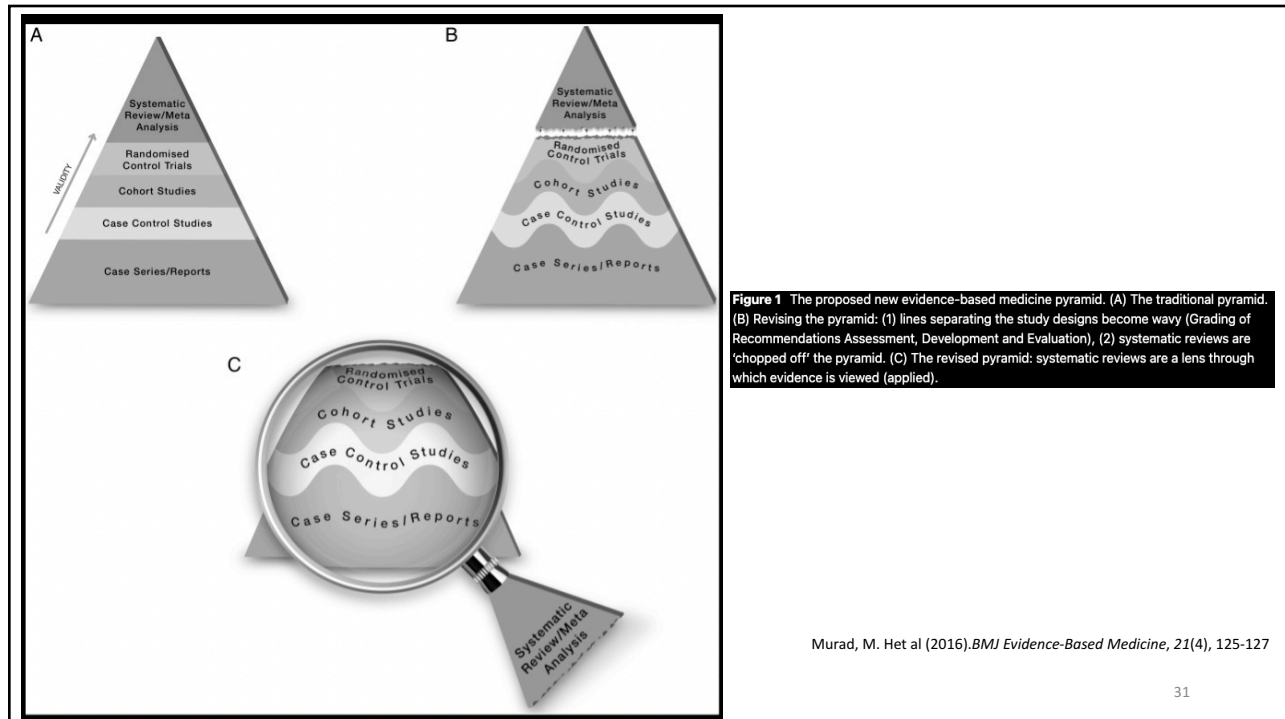 A
Systematic
Review/Meta
Analysis
Randomised
Control Trials
Cohort Studies
Case Control Studies
Case Series/Reports
VALIDITY
B
Systematic
Review/Meta
Analysis
Randomised
Control Trials
Cohort Studies
Case Control Studies
Case Series/Reports
C
Randomised
Control Trials
Cohort Studies
Case Control Studies
Case Series/Reports
Systematic
Review/Meta
Analysis
Figure 1 The proposed new evidence-based medicine pyramid. (A) The traditional pyramid.
(B) Revising the pyramid: (1) lines separating the study designs become wavy (Grading of
Recommendations Assessment, Development and Evaluation), (2) systematic reviews are
‘chopped off’ the pyramid. (C) The revised pyramid: systematic reviews are a lens through
which evidence is viewed (applied).
Murad, M. Het al (2016).BMJ Evidence-Based Medicine, 21(4), 125-127
31